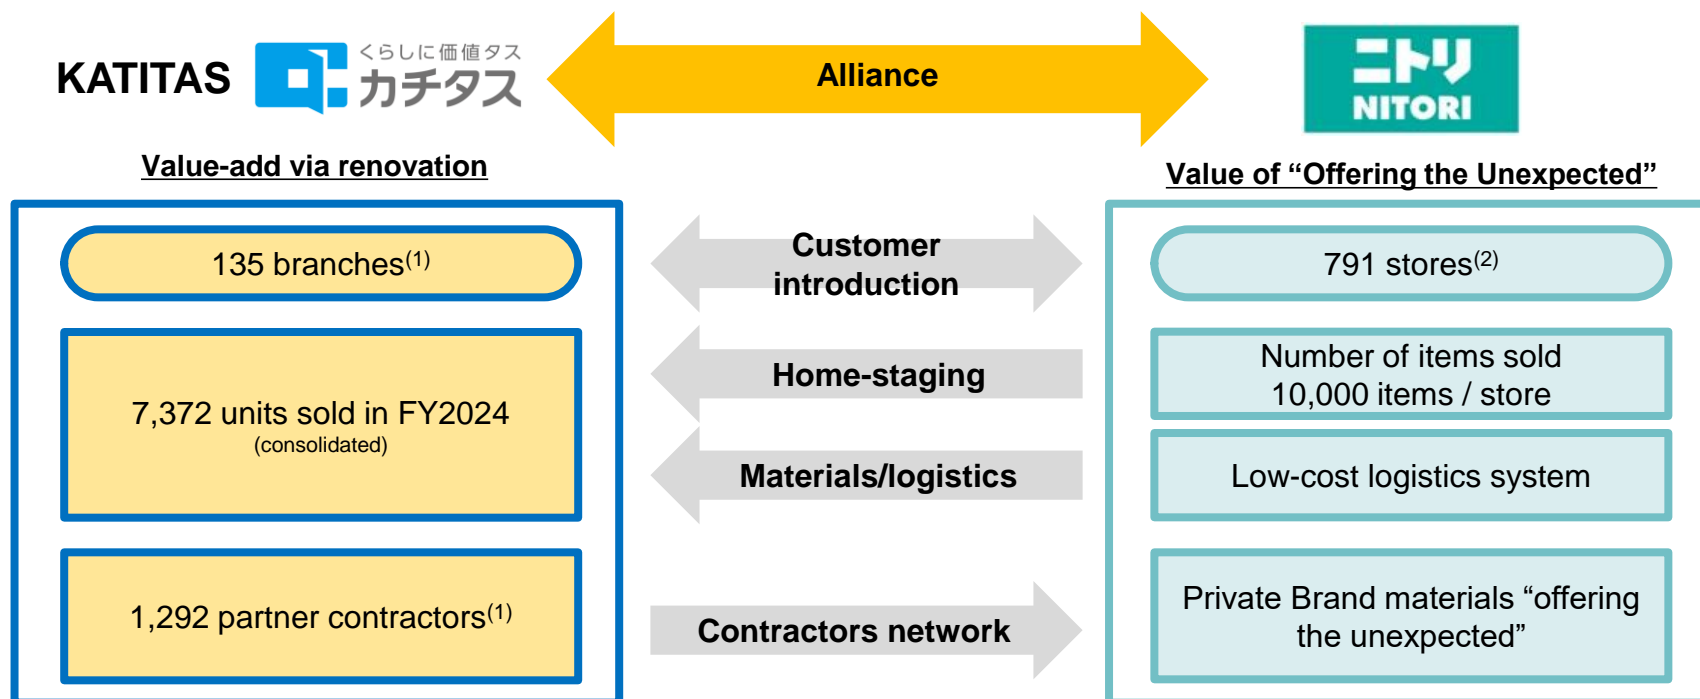 KATITAS
くらしに価値タス
カチタス
Alliance
ニトリ
NITORI
Value-add via renovation
Value of “Offering the Unexpected”
135 branches(1)
Customer
introduction
791 stores(2)
7,372 units sold in FY2024
(consolidated)
Home-staging
Number of items sold
10,000 items / store
Materials/logistics
Low-cost logistics system
1,292 partner contractors(1)
Contractors network
Private Brand materials “offering
the unexpected”